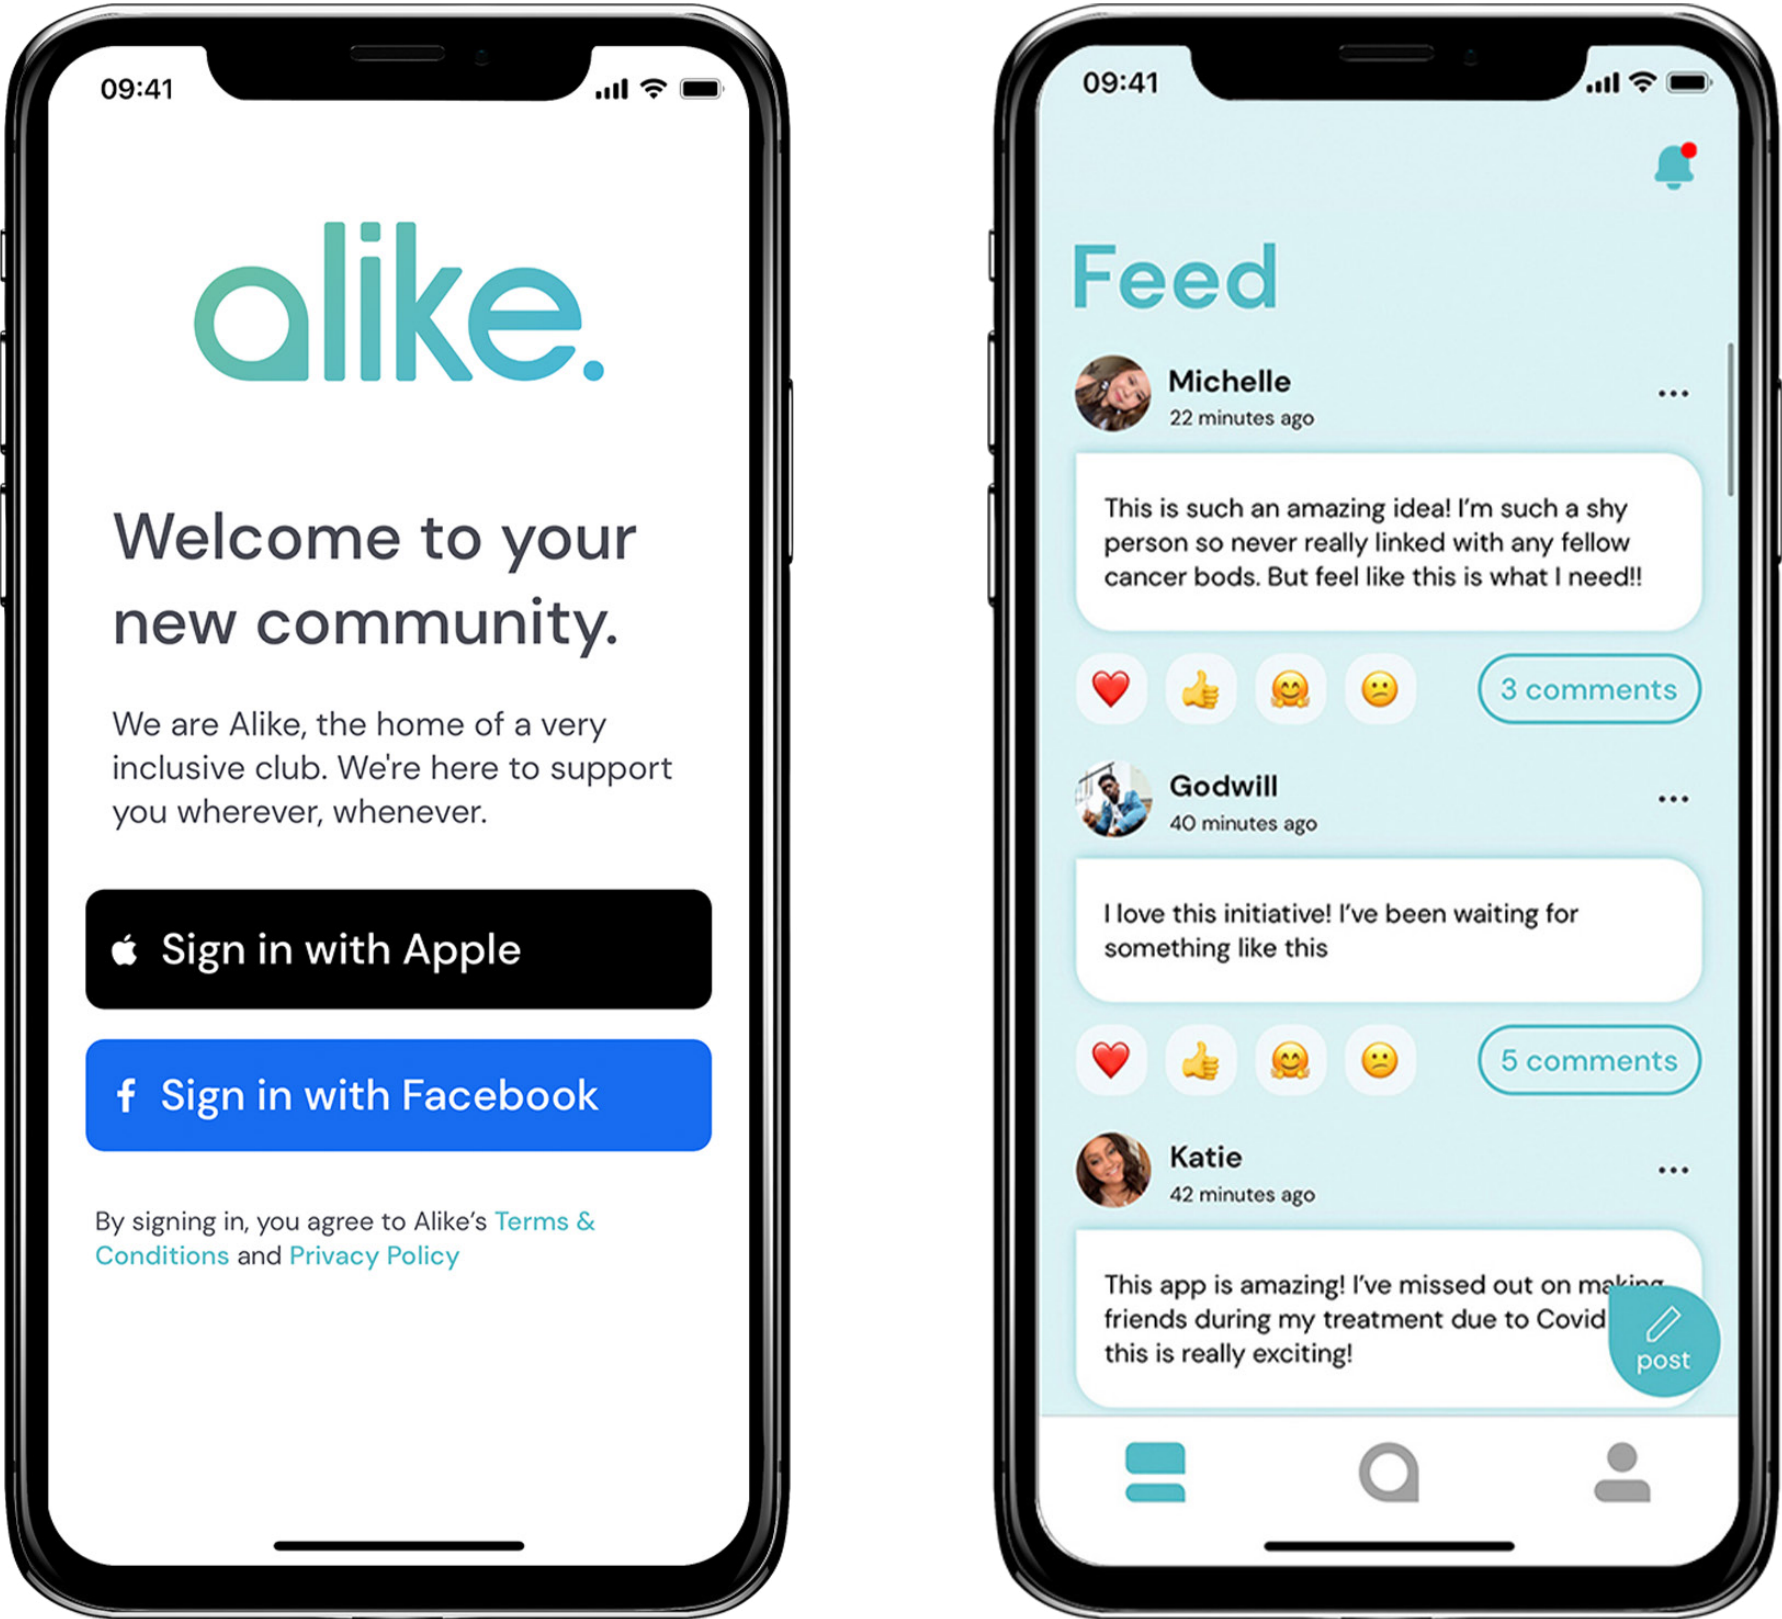 09:41
alike.
Welcome to your
new community.
We are Alike, the home of a very
inclusive club. We're here to support
you wherever, whenever.
Sign in with Apple
Sign in with Facebook
By signing in, you agree to Alike’s Terms &
Conditions and Privacy Policy
09:41
Feed
Michelle
22 minutes ago
This is such an amazing idea! I’m such a shy
person so never really linked with any fellow
cancer bods. But feel like this is what I need!!
3 comments
Godwill
40 minutes ago
I love this initiative! I’ve been waiting for
something like this
5 comments
Katie
42 minutes ago
This app is amazing! I’ve missed out on making
friends during my treatment due to Covid
this is really exciting!
post